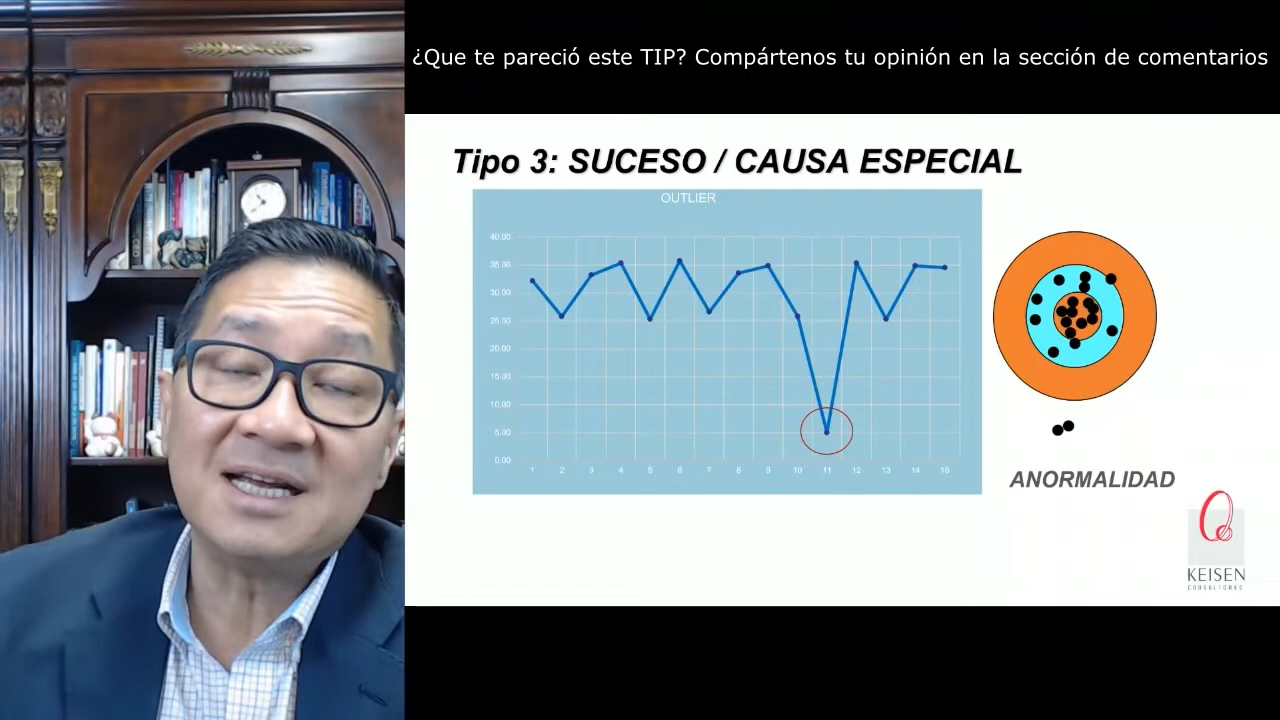 ¿Que te pareció este TIP? Compártenos tu opinión en la sección de comentarios
Tipo 3: SUCESO / CAUSA ESPECIAL
OUTLIER
40.00
35.00
30.00
25.00
20.00
15.00
10.00
5.00
0.00
1 2 3 4 5 6 7 8 9 10 11 12 13 14 15
ANORMALIDAD
KEISEN
CONSULTORES